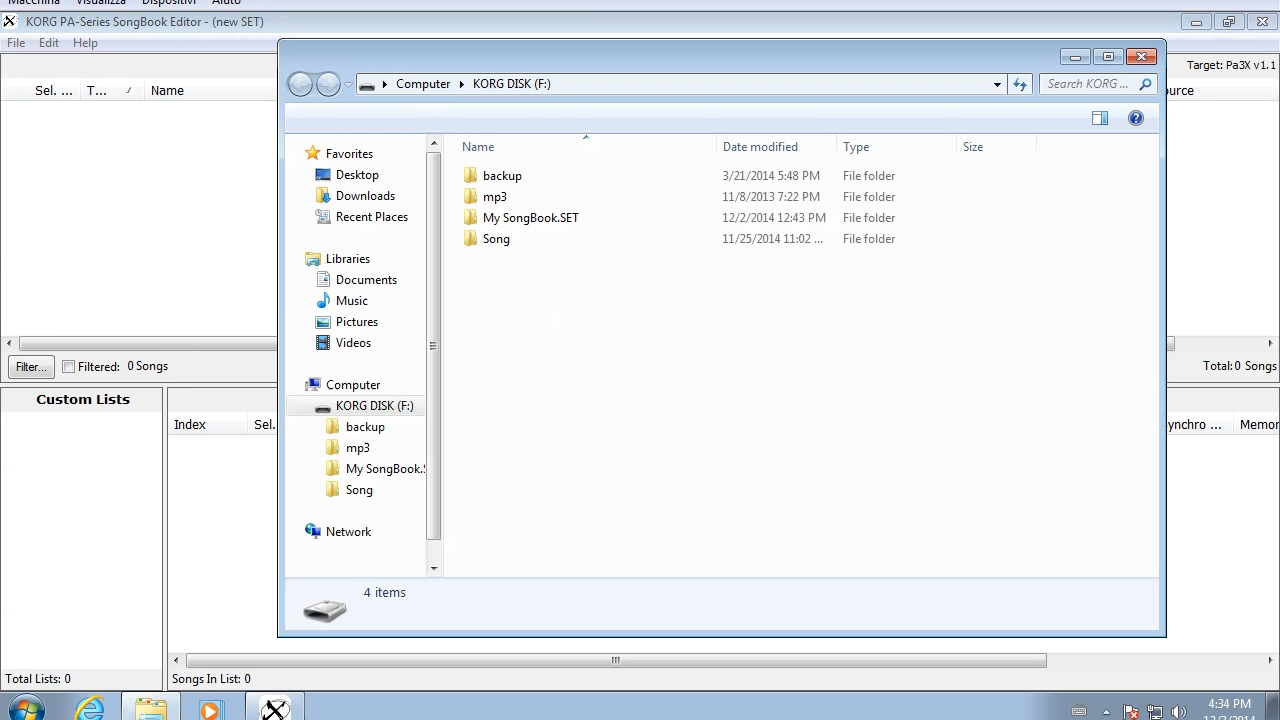 Macchina Visualizza Dispositivi Aiuto
KORG PA-Series SongBook Editor - (new SET)
File Edit Help
Computer KORG DISK (F:) Search KORG ...
Target: Pa3X v1.1
Sel. ... T... Name
Favorites
Desktop
Downloads
Recent Places
Libraries
Documents
Music
Pictures
Videos
Computer
KORG DISK (F:)
backup
mp3
My SongBook.S
Song
Network
Name Date modified Type Size
backup 3/21/2014 5:48 PM File folder
mp3 11/8/2013 7:22 PM File folder
My SongBook.SET 12/2/2014 12:43 PM File folder
Song 11/25/2014 11:02 ... File folder
4 items
Filter... Filtered: 0 Songs
Total: 0 Songs
Custom Lists
Index Sel.
ynchro ... Memor
Total Lists: 0
Songs In List: 0
4:34 PM